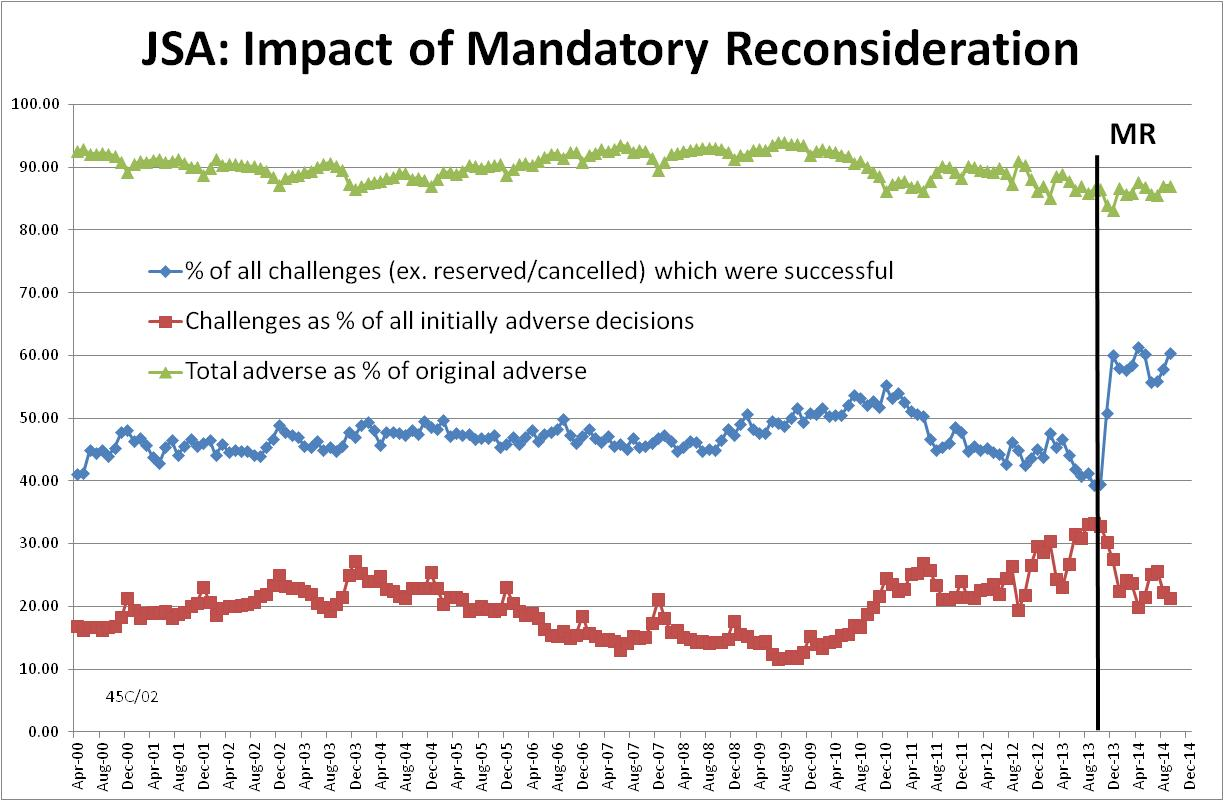 JSA: Impact of Mandatory Reconsideration
100.00
90.00
80.00
70.00
60.00
50.00
40.00
30.00
20.00
10.00
0.00
MR
% of all challenges (ex. reserved/cancelled) which were successful
Challenges as % of all initially adverse decisions
Total adverse as % of original adverse
45C/02
Apr-00
Aug-00
Dec-00
Apr-01
Aug-01
Dec-01
Apr-02
Aug-02
Dec-02
Apr-03
Aug-03
Dec-03
Apr-04
Aug-04
Dec-04
Apr-05
Aug-05
Dec-05
Apr-06
Aug-06
Dec-06
Apr-07
Aug-07
Dec-07
Apr-08
Aug-08
Dec-08
Apr-09
Aug-09
Dec-09
Apr-10
Aug-10
Dec-10
Apr-11
Aug-11
Dec-11
Apr-12
Aug-12
Dec-12
Apr-13
Aug-13
Dec-13
Apr-14
Aug-14
Dec-14